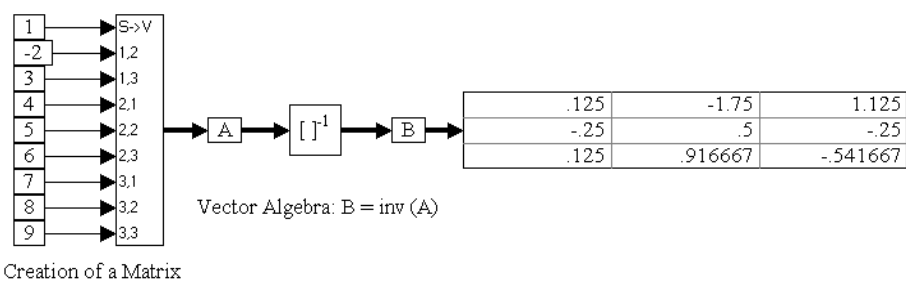 1 S->V
-2 1,2
3 1,3
4 2,1
5 2,2
6 2,3
7 3,1
8 3,2
9 3,3
A
[ ]-1
B
.125 -1.75 1.125
-.25 .5 -.25
.125 .916667 -.541667
Vector Algebra: B = inv (A)
Creation of a Matrix